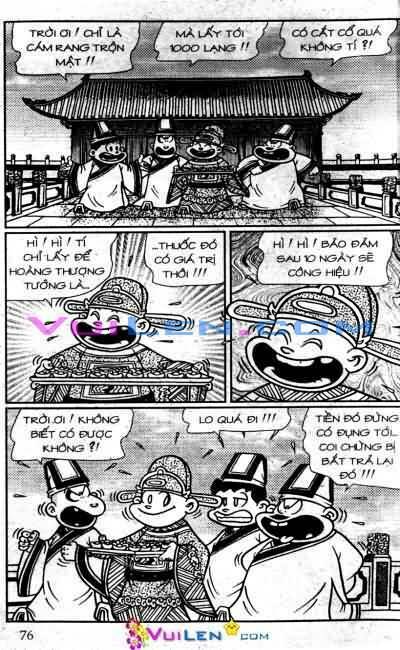 TRỜI ƠI! CHỈ LÀ
CÁM RANG TRỘN
MẬT!!
MÀ LẤY TỚI
1000 LẠNG!!
CÓ CẮT CỔ QUÁ
KHÔNG TÍ?!
HÌ! HÌ! TÍ
CHỈ LẤY ĐỂ
HOÀNG THƯỢNG
TƯỞNG LÀ...
...THUỐC ĐÓ
CÓ GIÁ TRỊ
THÔI!!!
HÌ! HÌ! BẢO ĐẢM
SAU 10 NGÀY SẼ
CÔNG HIỆU!!
VUILEN.COM
TRỜI ƠI! KHÔNG
BIẾT CÓ ĐƯỢC
KHÔNG?!
LO QUÁ ĐI!!!
TIỀN ĐÓ ĐỪNG
CÓ ĐỤNG TỚI.
COI CHỪNG BỊ
BẮT TRẢ LẠI
ĐÓ!!!
76
VUILEN.COM